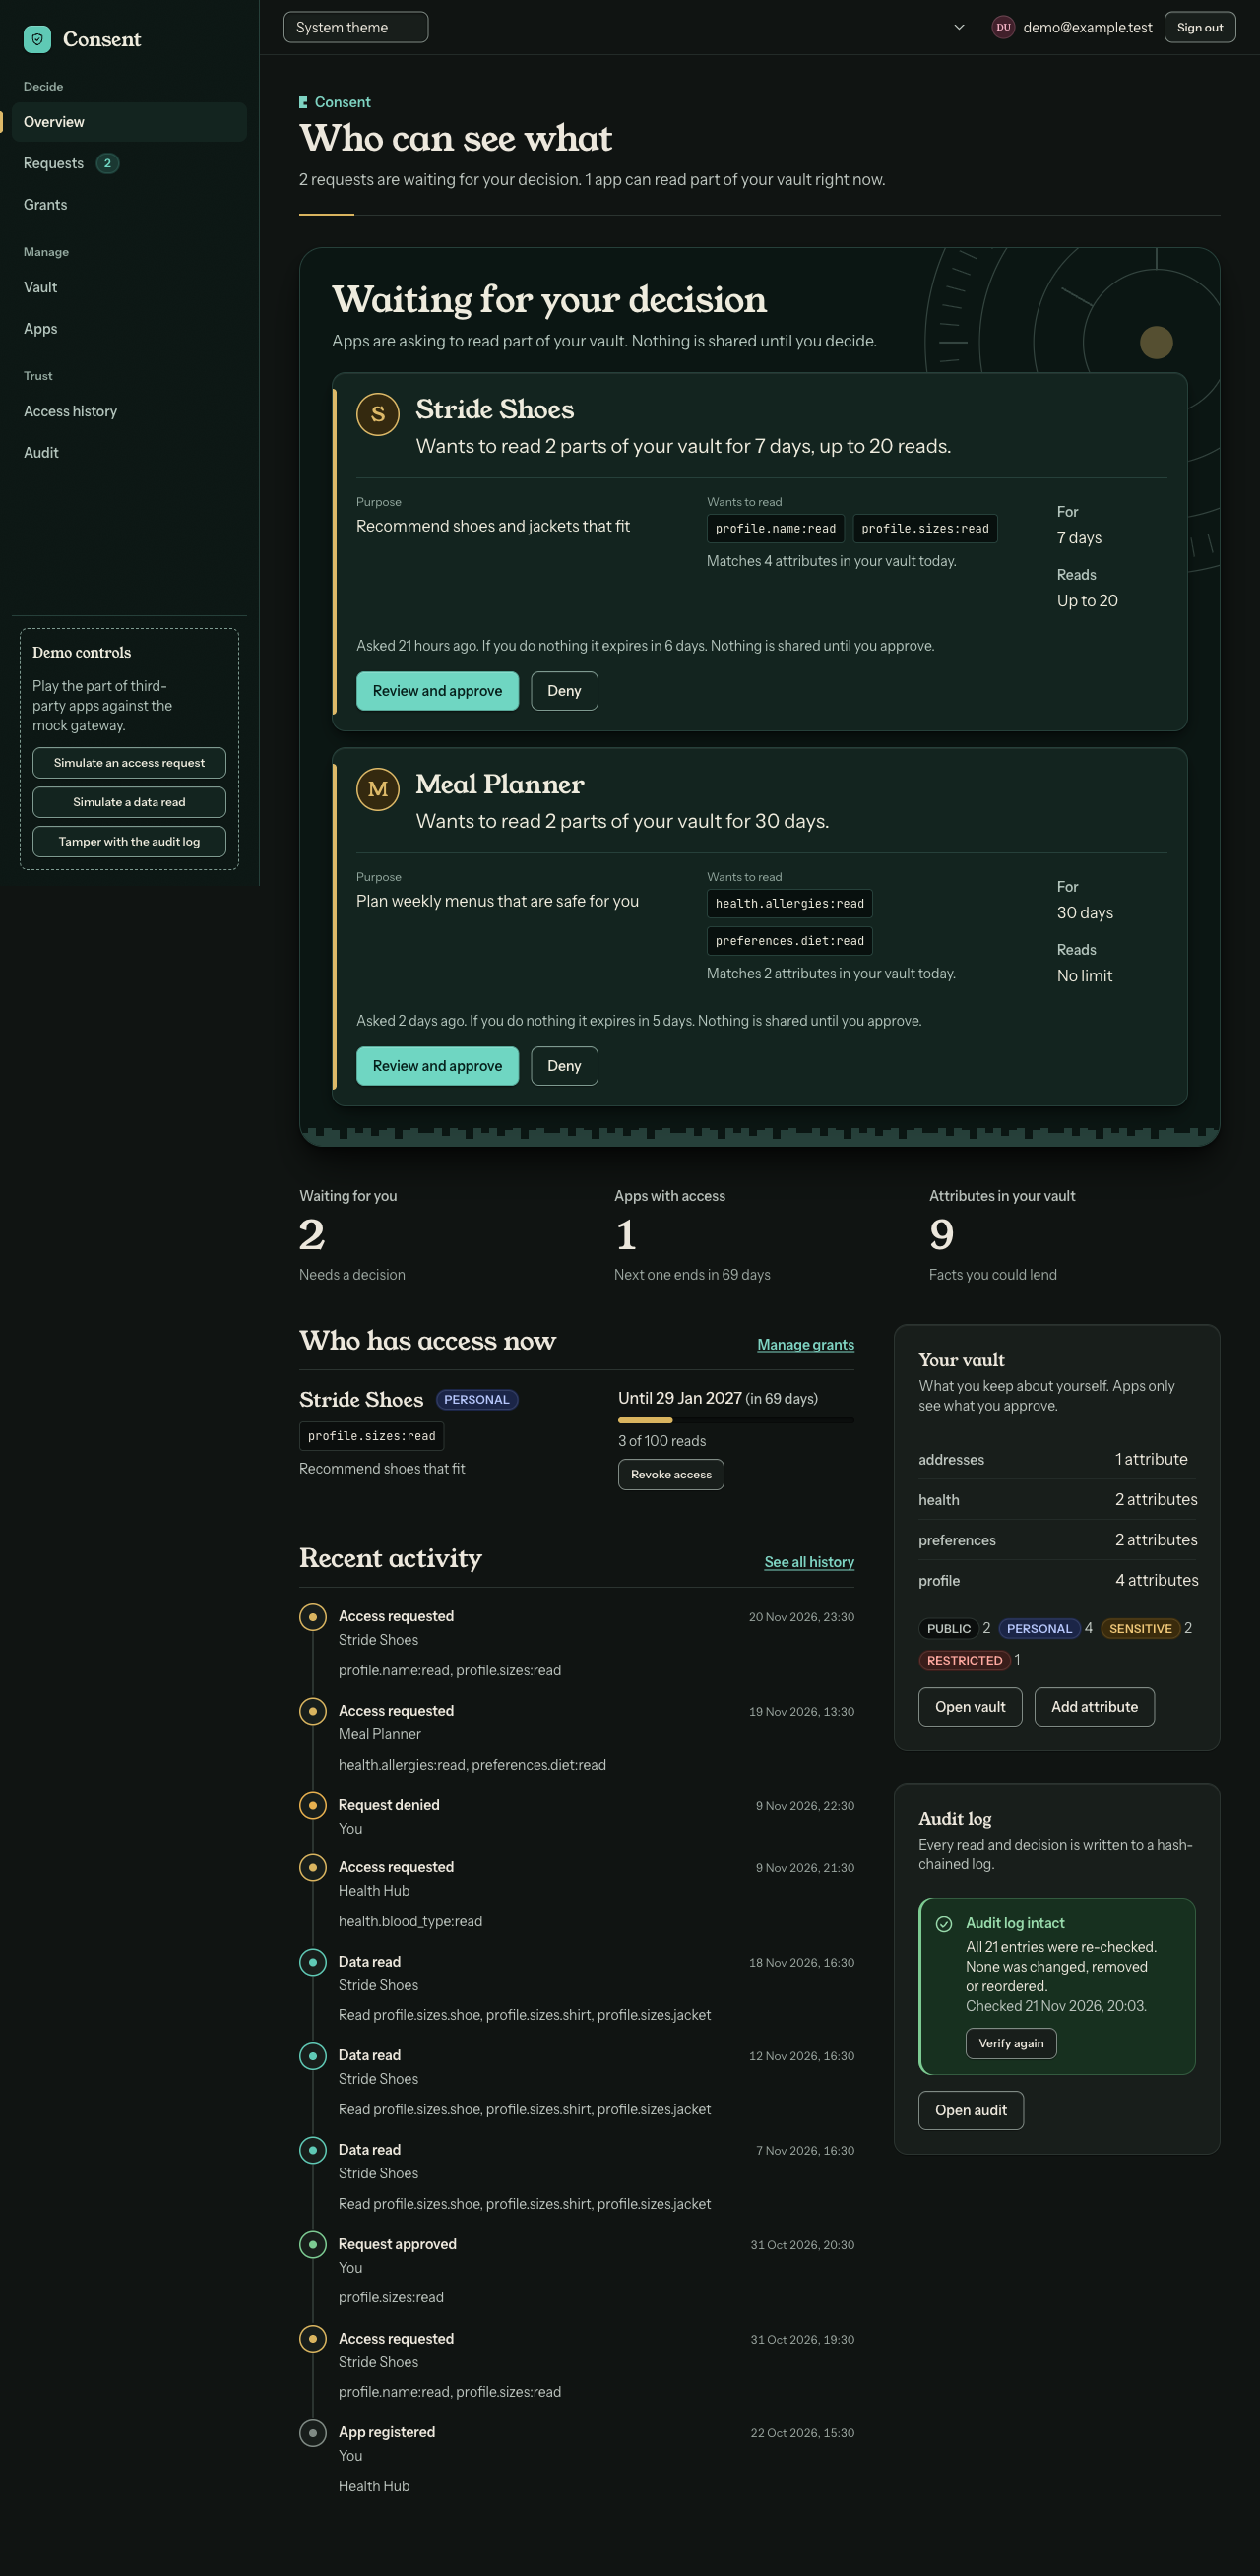 Consent
Decide
Overview
Requests 2
Grants
Manage
Vault
Apps
Trust
Access history
Audit
Demo controls
Play the part of third-
party apps against the
mock gateway.
Simulate an access request
Simulate a data read
Tamper with the audit log
System theme
DU demo@example.test
Sign out
Consent
Who can see what
2 requests are waiting for your decision. 1 app can read part of your vault right now.
Waiting for your decision
Apps are asking to read part of your vault. Nothing is shared until you decide.
S Stride Shoes
Wants to read 2 parts of your vault for 7 days, up to 20 reads.
Purpose
Recommend shoes and jackets that fit
Wants to read
profile.name:read profile.sizes:read
Matches 4 attributes in your vault today.
For
7 days
Reads
Up to 20
Asked 21 hours ago. If you do nothing it expires in 6 days. Nothing is shared until you approve.
Review and approve Deny
M Meal Planner
Wants to read 2 parts of your vault for 30 days.
Purpose
Plan weekly menus that are safe for you
Wants to read
health.allergies:read
preferences.diet:read
Matches 2 attributes in your vault today.
For
30 days
Reads
No limit
Asked 2 days ago. If you do nothing it expires in 5 days. Nothing is shared until you approve.
Review and approve Deny
Waiting for you
2
Needs a decision
Apps with access
1
Next one ends in 69 days
Attributes in your vault
9
Facts you could lend
Who has access now Manage grants
Stride Shoes PERSONAL
profile.sizes:read
Recommend shoes that fit
Until 29 Jan 2027 (in 69 days)
3 of 100 reads
Revoke access
Recent activity See all history
Access requested 20 Nov 2026, 23:30
Stride Shoes
profile.name:read, profile.sizes:read
Access requested 19 Nov 2026, 13:30
Meal Planner
health.allergies:read, preferences.diet:read
Request denied 9 Nov 2026, 22:30
You
Access requested 9 Nov 2026, 21:30
Health Hub
health.blood_type:read
Data read 18 Nov 2026, 16:30
Stride Shoes
Read profile.sizes.shoe, profile.sizes.shirt, profile.sizes.jacket
Data read 12 Nov 2026, 16:30
Stride Shoes
Read profile.sizes.shoe, profile.sizes.shirt, profile.sizes.jacket
Data read 7 Nov 2026, 16:30
Stride Shoes
Read profile.sizes.shoe, profile.sizes.shirt, profile.sizes.jacket
Request approved 31 Oct 2026, 20:30
You
profile.sizes:read
Access requested 31 Oct 2026, 19:30
Stride Shoes
profile.name:read, profile.sizes:read
App registered 22 Oct 2026, 15:30
You
Health Hub
Your vault
What you keep about yourself. Apps only
see what you approve.
addresses 1 attribute
health 2 attributes
preferences 2 attributes
profile 4 attributes
PUBLIC 2 PERSONAL 4 SENSITIVE 2
RESTRICTED 1
Open vault Add attribute
Audit log
Every read and decision is written to a hash-
chained log.
Audit log intact
All 21 entries were re-checked.
None was changed, removed
or reordered.
Checked 21 Nov 2026, 20:03.
Verify again
Open audit